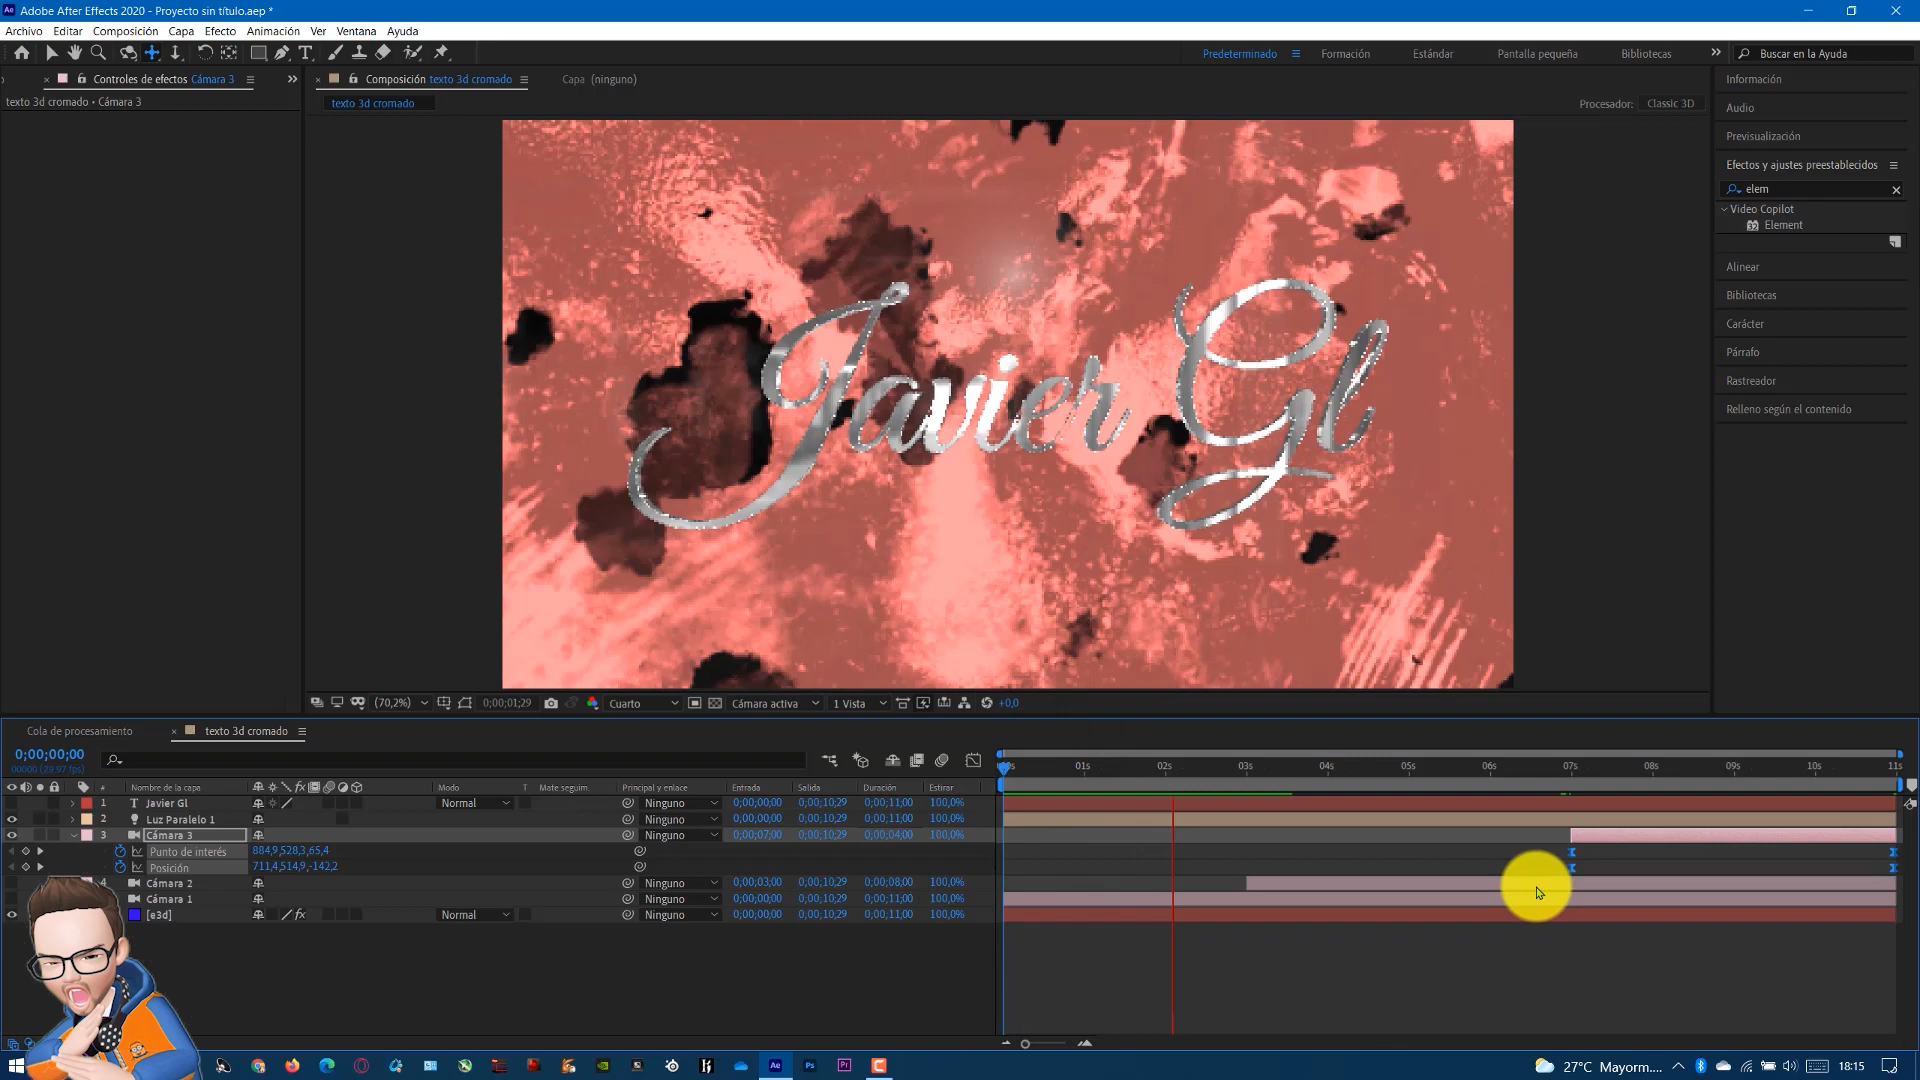 Adobe After Effects 2020 - Proyecto sin título.aep *
Archivo Editar Composición Capa Efecto Animación Ver Ventana Ayuda
Predeterminado Formación Estándar Pantalla pequeña Bibliotecas Buscar en la Ayuda
Controles de efectos Cámara 3
texto 3d cromado • Cámara 3
Composición texto 3d cromado
Capa (ninguno)
texto 3d cromado
Procesador: Classic 3D
Javier Gl
(70,2%) 0;00;01;29 Cuarto Cámara activa 1 Vista +0,0
Información
Audio
Previsualización
Efectos y ajustes preestablecidos
elem
Video Copilot
32 Element
Alinear
Bibliotecas
Carácter
Párrafo
Rastreador
Relleno según el contenido
Cola de procesamiento
texto 3d cromado
0;00;00;00
00000 (29.97 fps)
# Nombre de la capa Modo T Mate seguim. Principal y enlace Entrada Salida Duración Estirar
1 T Javier Gl Normal Ninguno 0;00;00;00 0;00;10;29 0;00;11;00 100,0%
2 Luz Paralelo 1 Ninguno 0;00;00;00 0;00;10;29 0;00;11;00 100,0%
3 Cámara 3 Ninguno 0;00;07;00 0;00;10;29 0;00;04;00 100,0%
Punto de interés 884,9,528,3,65,4
Posición 711,4,514,9,-142,2
4 Cámara 2 Ninguno 0;00;03;00 0;00;10;29 0;00;08;00 100,0%
Cámara 1 Ninguno 0;00;00;00 0;00;10;29 0;00;11;00 100,0%
[e3d] Normal Ninguno 0;00;00;00 0;00;10;29 0;00;11;00 100,0%
01s 02s 03s 04s 05s 06s 07s 08s 09s 10s 11s
Ae Ps Pr
27°C Mayorm....
18:15